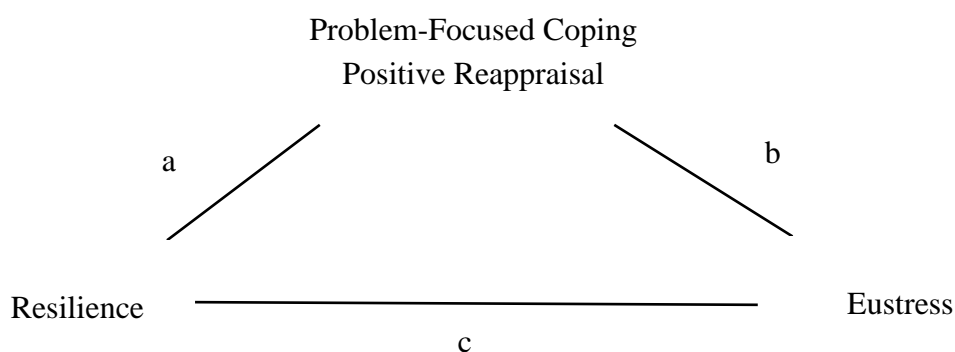 Problem-Focused Coping
Positive Reappraisal
a
b
Resilience
Eustress
c